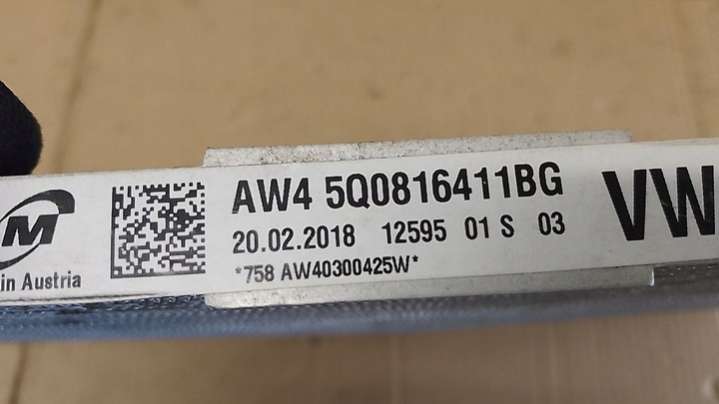 AW4 5Q0816411BG
VW
M
20.02.2018 12595 01 S 03
in Austria
*758 AW40300425W*